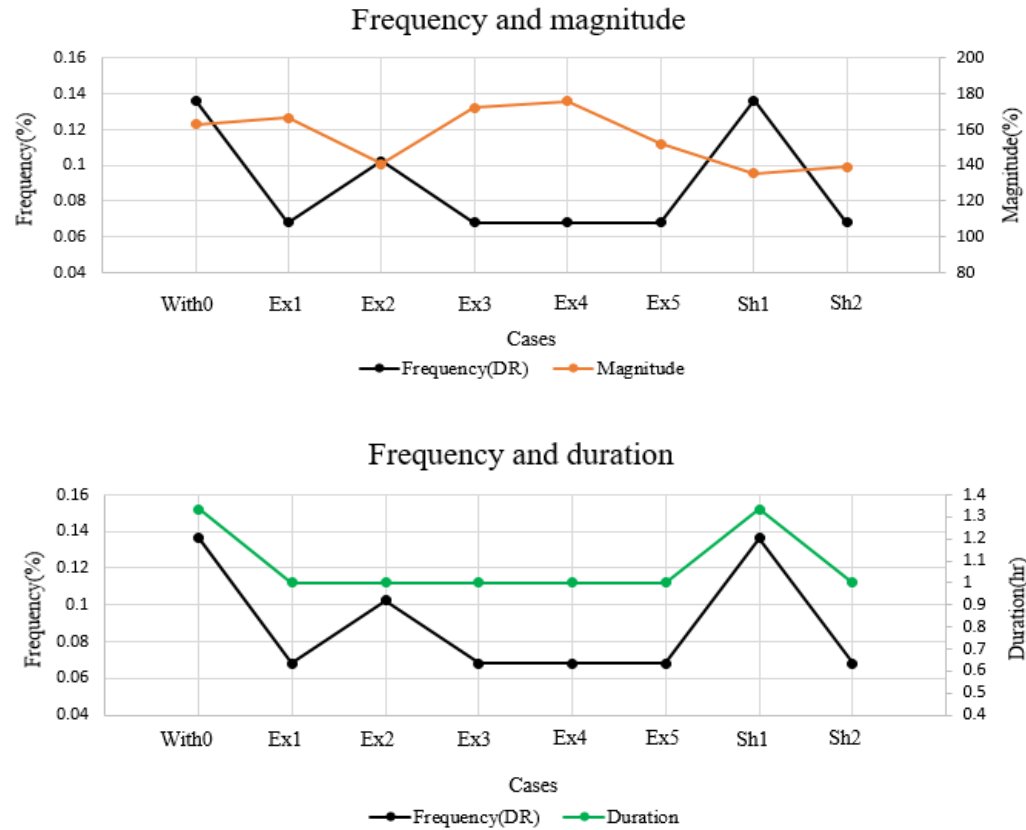 Frequency and magnitude
0.16
0.14
0.12
0.1
0.08
0.06
0.04
Frequency(%)
200
180
160
140
120
100
80
Magnitude(%)
With0 Ex1 Ex2 Ex3 Ex4 Ex5 Sh1 Sh2
Cases
Frequency(DR) Magnitude
Frequency and duration
0.16
0.14
0.12
0.1
0.08
0.06
0.04
Frequency(%)
1.4
1.3
1.2
1.1
1
0.9
0.8
0.7
0.6
0.5
0.4
Duration(hr)
With0 Ex1 Ex2 Ex3 Ex4 Ex5 Sh1 Sh2
Cases
Frequency(DR) Duration